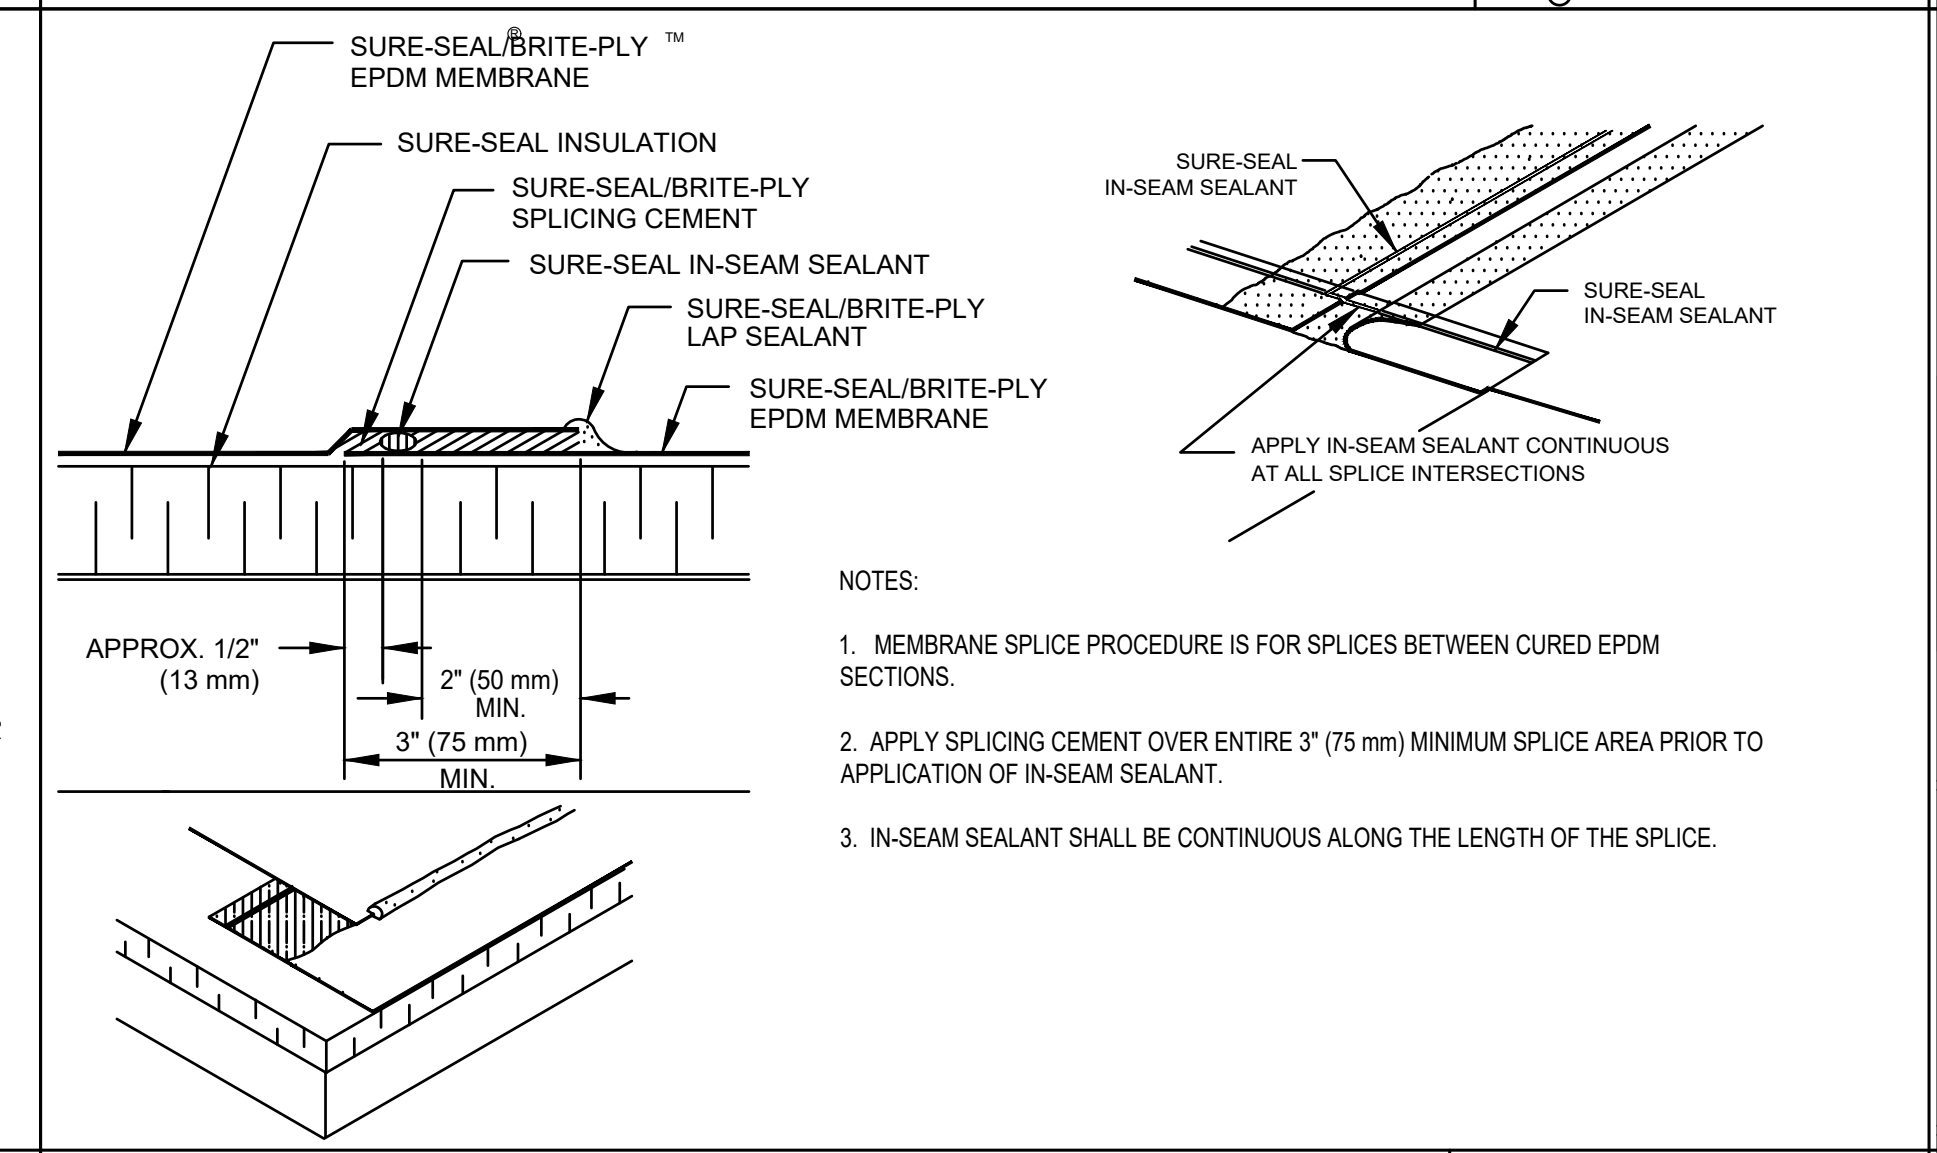 SURE-SEAL®/BRITE-PLY ™
EPDM MEMBRANE
SURE-SEAL INSULATION
SURE-SEAL/BRITE-PLY
SPLICING CEMENT
SURE-SEAL IN-SEAM SEALANT
SURE-SEAL/BRITE-PLY
LAP SEALANT
SURE-SEAL/BRITE-PLY
EPDM MEMBRANE
APPROX. 1/2"
(13 mm)
2" (50 mm)
MIN.
3" (75 mm)
MIN.
SURE-SEAL
IN-SEAM SEALANT
SURE-SEAL
IN-SEAM SEALANT
APPLY IN-SEAM SEALANT CONTINUOUS
AT ALL SPLICE INTERSECTIONS
NOTES:
1. MEMBRANE SPLICE PROCEDURE IS FOR SPLICES BETWEEN CURED EPDM
SECTIONS.
2. APPLY SPLICING CEMENT OVER ENTIRE 3" (75 mm) MINIMUM SPLICE AREA PRIOR TO
APPLICATION OF IN-SEAM SEALANT.
3. IN-SEAM SEALANT SHALL BE CONTINUOUS ALONG THE LENGTH OF THE SPLICE.